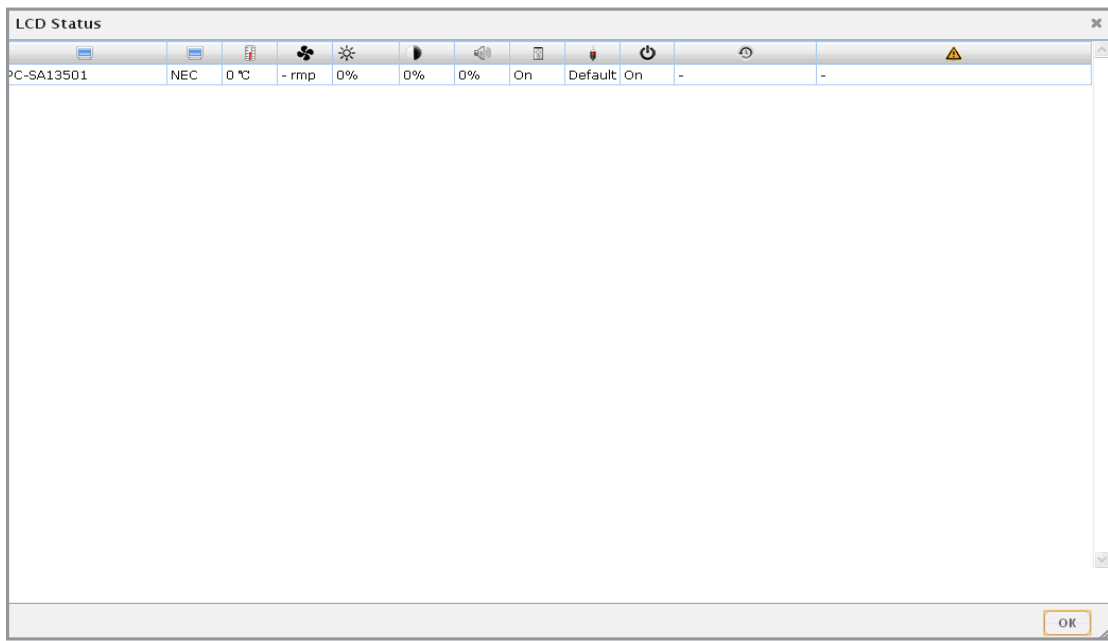 LCD Status
PC-SA13501 NEC 0 ℃ - rmp 0% 0% 0% On Default On - -
OK